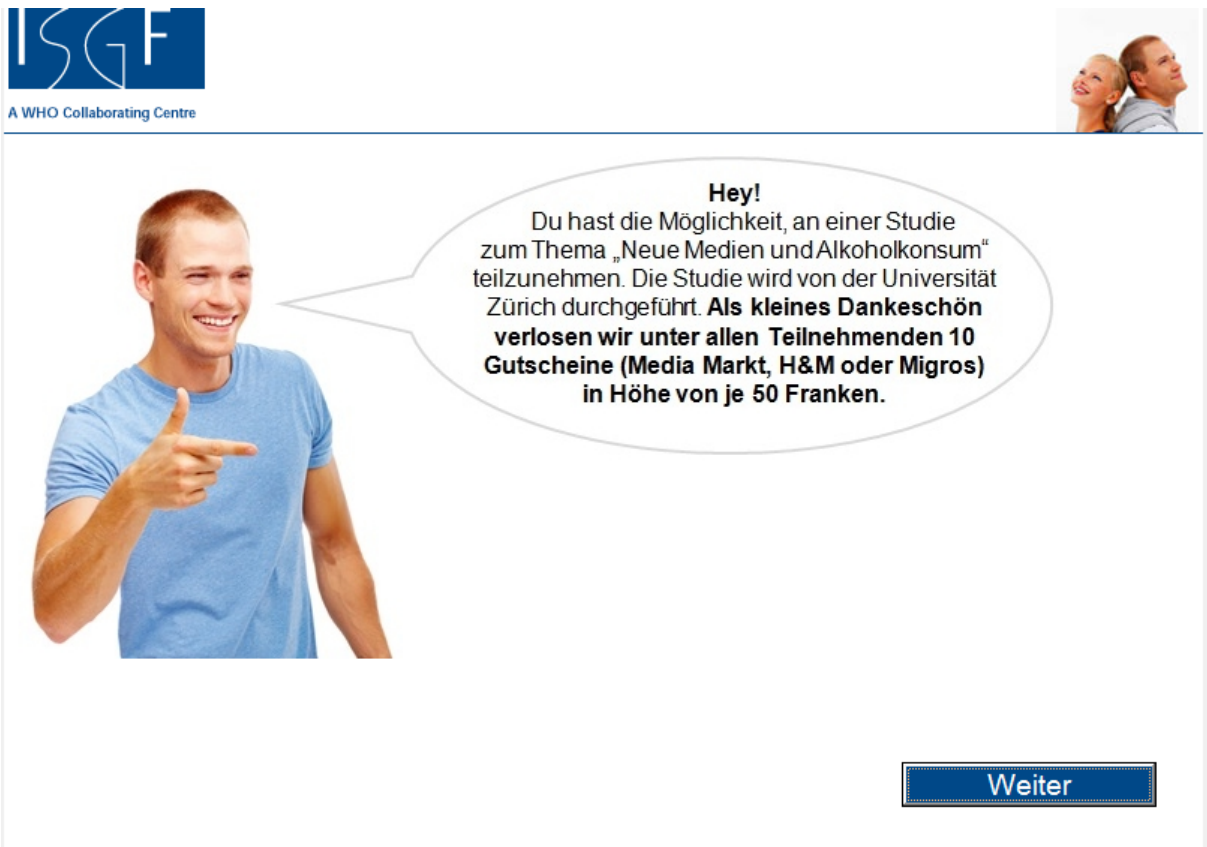 ISGF
A WHO Collaborating Centre
Hey!
Du hast die Möglichkeit, an einer Studie
zum Thema „Neue Medien und Alkoholkonsum“
teilzunehmen. Die Studie wird von der Universität
Zürich durchgeführt. Als kleines Dankeschön
verlosen wir unter allen Teilnehmenden 10
Gutscheine (Media Markt, H&M oder Migros)
in Höhe von je 50 Franken.
Weiter